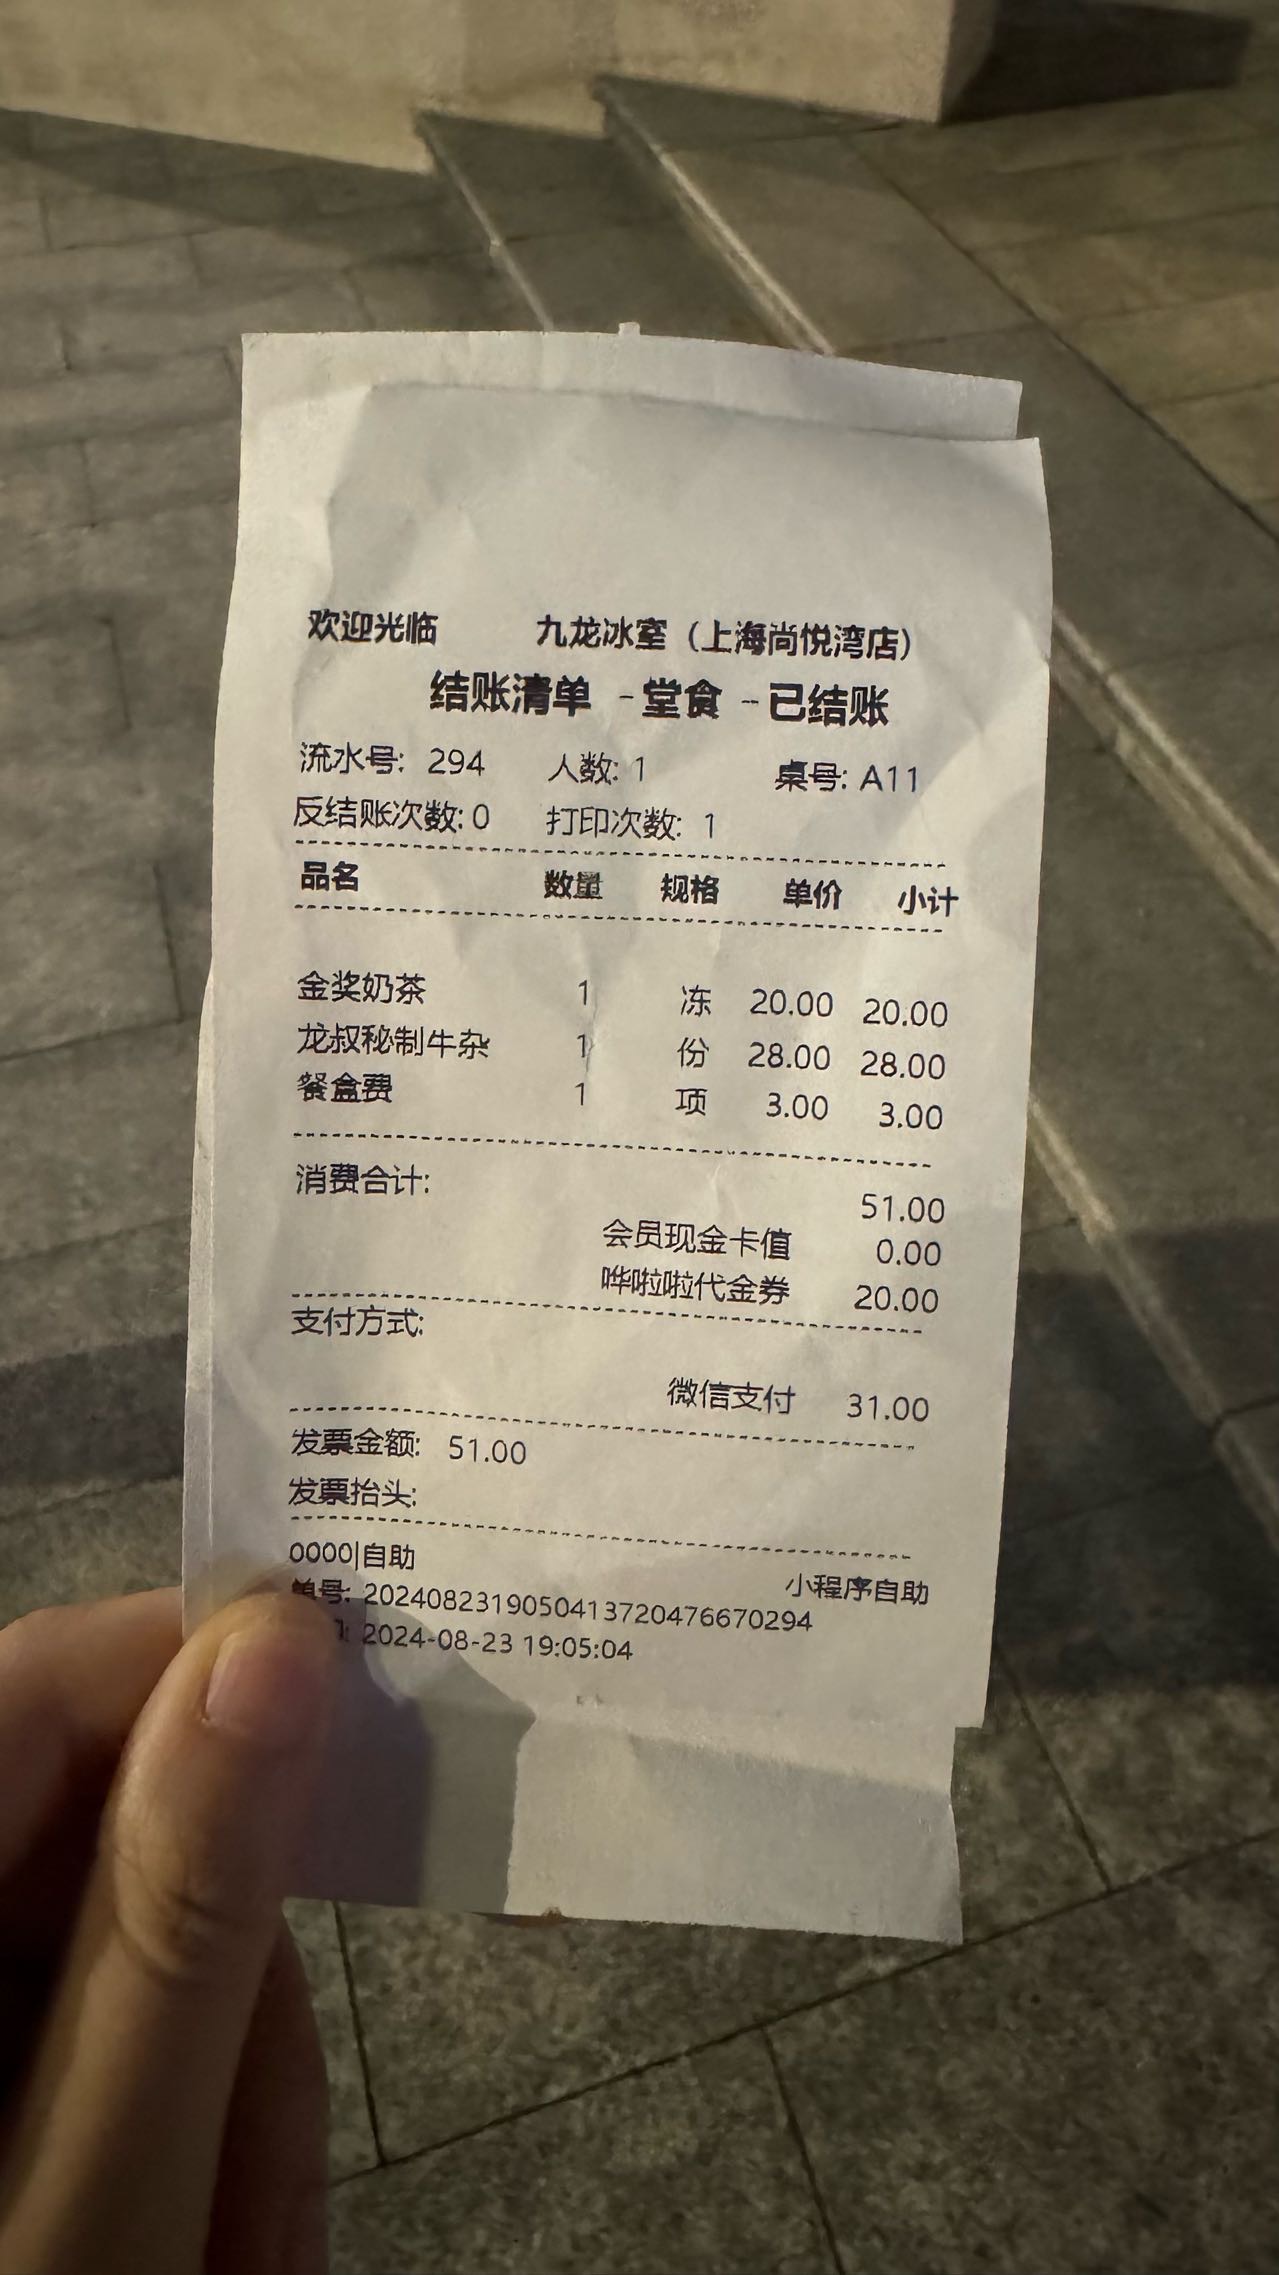 欢迎光临 九龙冰室（上海尚悦湾店）
结账清单 -堂食 --已结账
流水号: 294 人数: 1 桌号: A11
反结账次数: 0 打印次数: 1
品名 数量 规格 单价 小计
金奖奶茶 1 冻 20.00 20.00
龙叔秘制牛杂 1 份 28.00 28.00
餐盒费 1 项 3.00 3.00
消费合计: 51.00
会员现金卡值 0.00
哗啦啦代金券 20.00
支付方式:
微信支付 31.00
发票金额: 51.00
发票抬头:
0000|自助 小程序自助
单号: 2024082319050413720476670294
2024-08-23 19:05:04